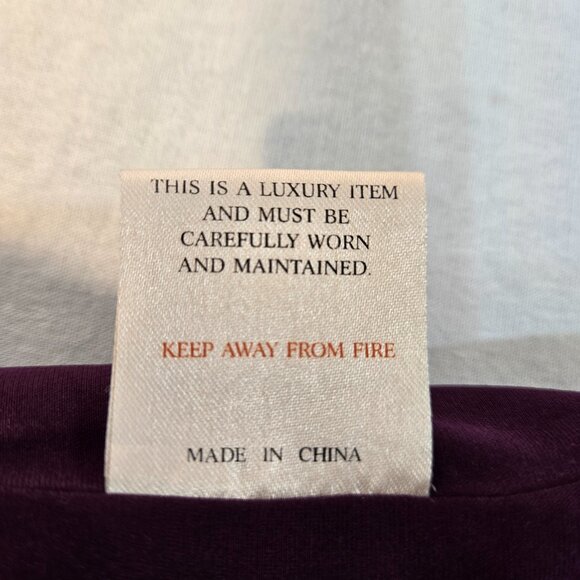 THIS IS A LUXURY ITEM
AND MUST BE
CAREFULLY WORN
AND MAINTAINED.
KEEP AWAY FROM FIRE
MADE IN CHINA